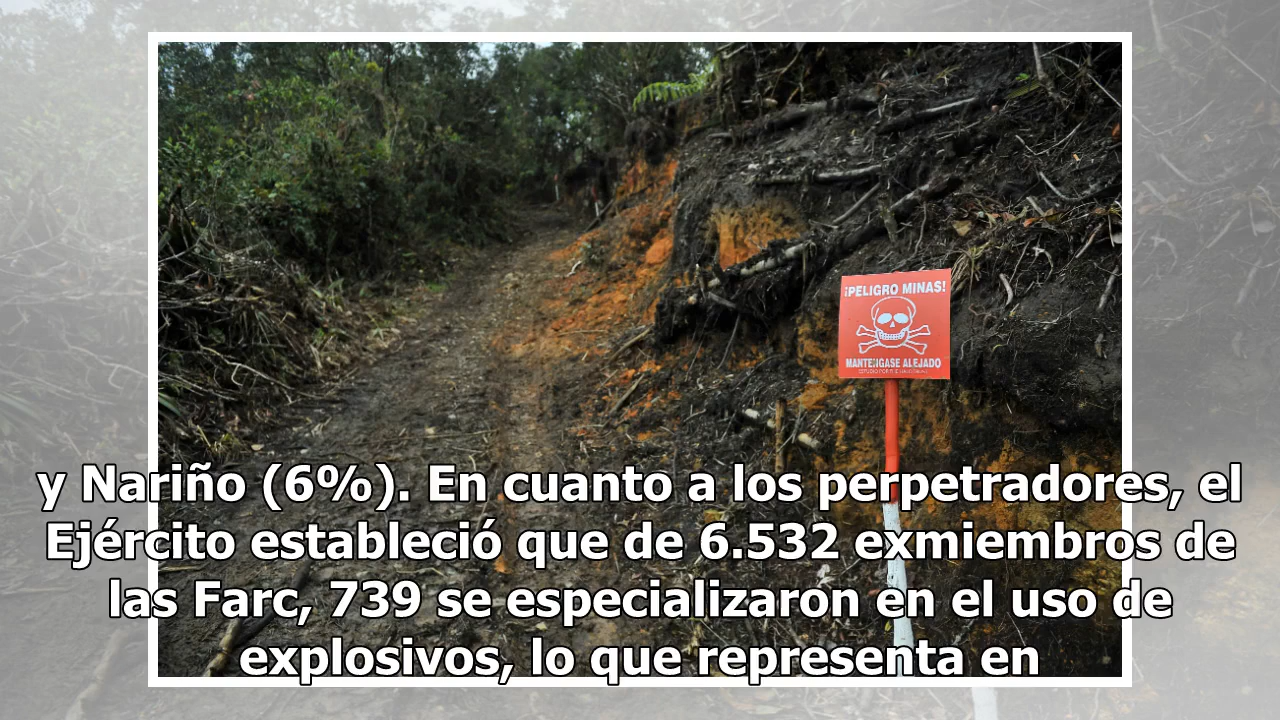 ¡PELIGRO MINAS!
MANTENGASE ALEJADO
y Nariño (6%). En cuanto a los perpetradores, el
Ejército estableció que de 6.532 exmiembros de
las Farc, 739 se especializaron en el uso de
explosivos, lo que representa en